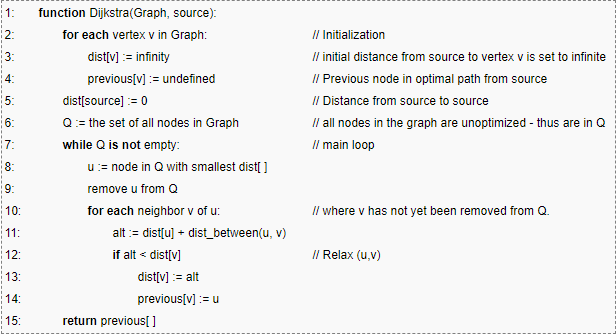 1: function Dijkstra(Graph, source):
2: for each vertex v in Graph: // Initialization
3: dist[v] := infinity // initial distance from source to vertex v is set to infinite
4: previous[v] := undefined // Previous node in optimal path from source
5: dist[source] := 0 // Distance from source to source
6: Q := the set of all nodes in Graph // all nodes in the graph are unoptimized - thus are in Q
7: while Q is not empty: // main loop
8: u := node in Q with smallest dist[ ]
9: remove u from Q
10: for each neighbor v of u: // where v has not yet been removed from Q.
11: alt := dist[u] + dist_between(u, v)
12: if alt < dist[v] // Relax (u,v)
13: dist[v] := alt
14: previous[v] := u
15: return previous[ ]